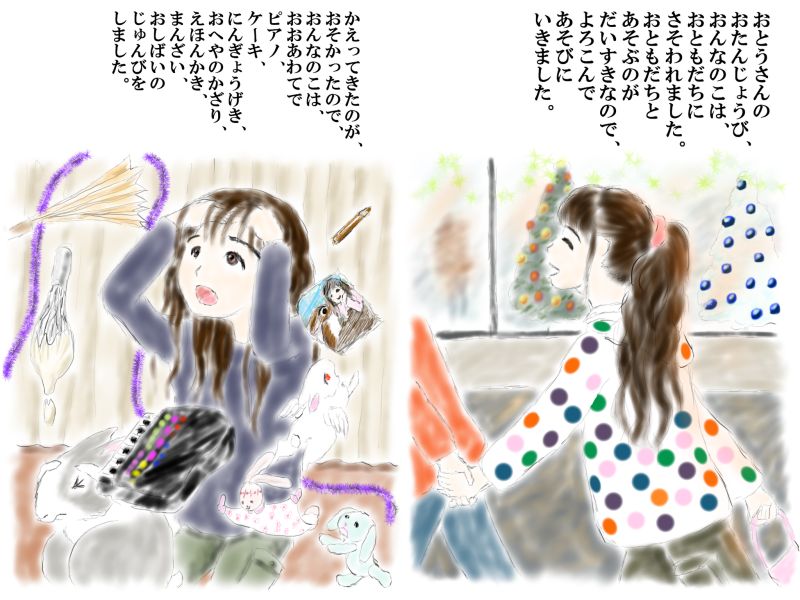 おとうさんの
おたんじょうび、
おんなのこは、
おともだちに
さそわれました。
おともだちと
あそぶのが
だいすきなので、
よろこんで
あそびに
いきました。
かえってきたのが、
おそかったので、
おんなのこは、
おおあわてで
ピアノ、
ケーキ、
にんぎょうげき、
おへやのかざり、
えほんかき、
まんざい、
おしばいの
じゅんびを
しました。